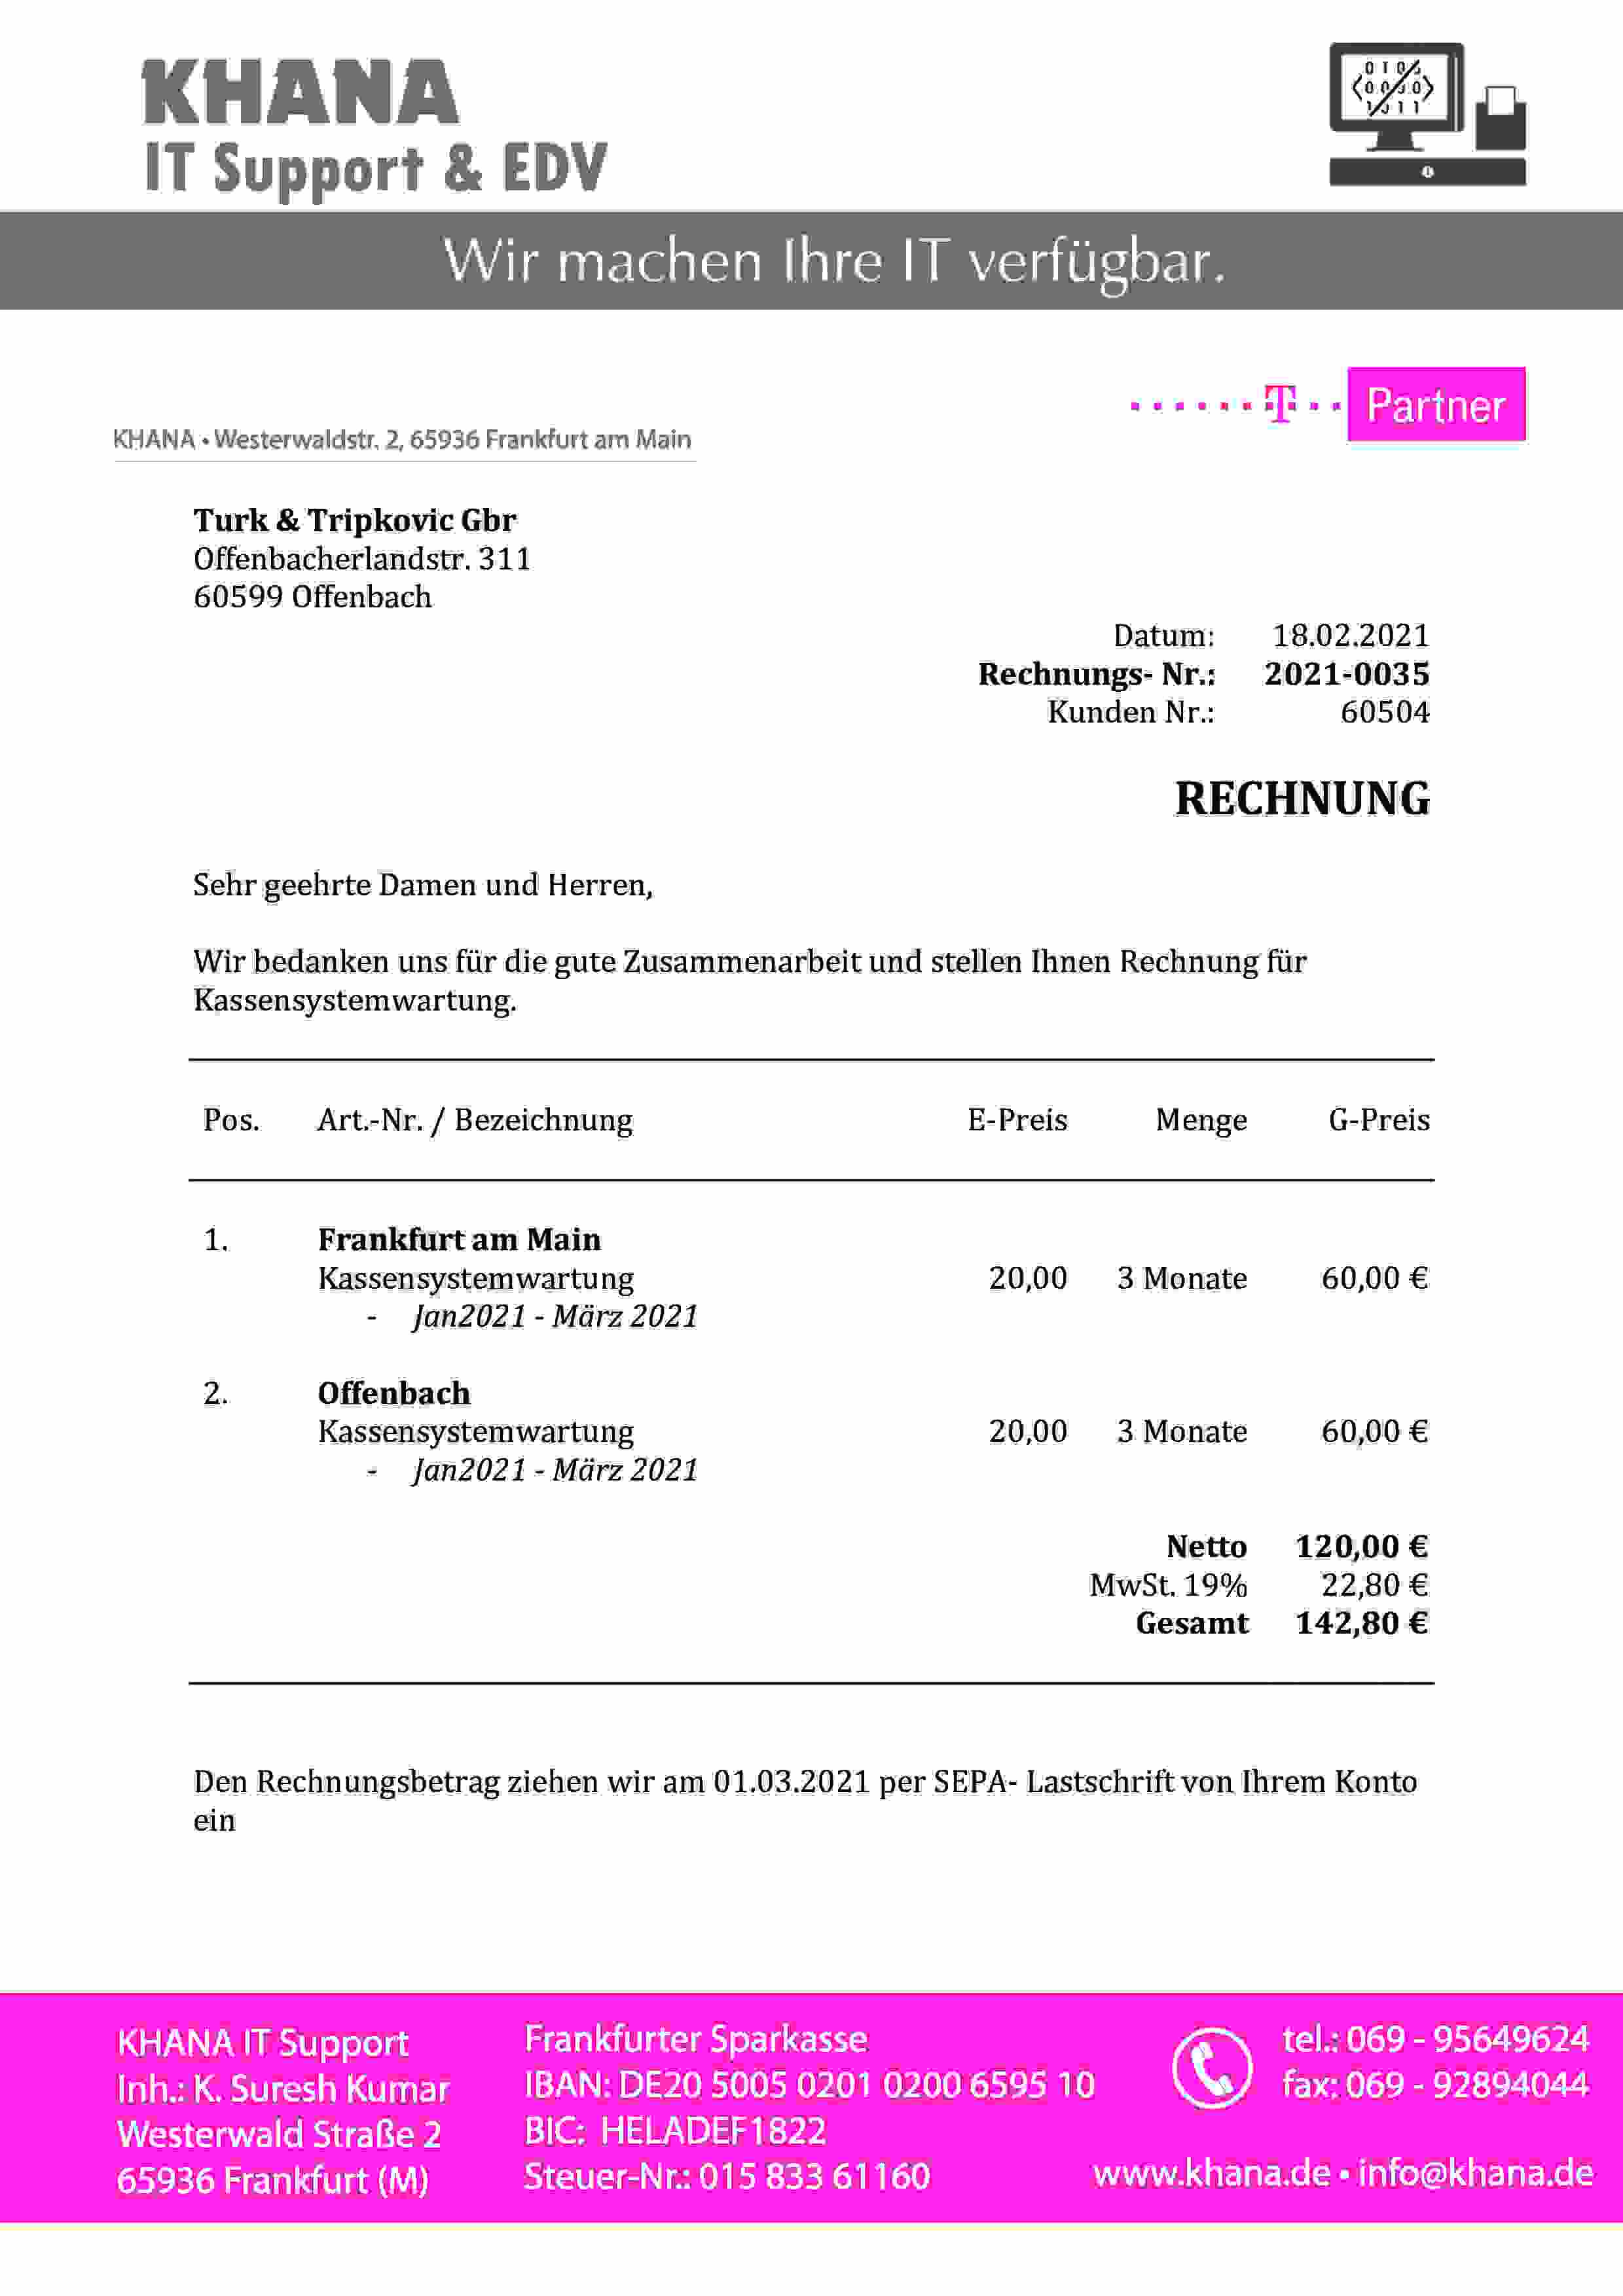 KHANA
IT Support & EDV
Wir machen Ihre IT verfügbar.
T Partner
KHANA • Westerwaldstr. 2, 65936 Frankfurt am Main
Turk & Tripkovic Gbr
Offenbacherlandstr. 311
60599 Offenbach
Datum: 18.02.2021
Rechnungs- Nr.: 2021-0035
Kunden Nr.: 60504
RECHNUNG
Sehr geehrte Damen und Herren,
Wir bedanken uns für die gute Zusammenarbeit und stellen Ihnen Rechnung für
Kassensystemwartung.
Pos. Art.-Nr. / Bezeichnung E-Preis Menge G-Preis
1. Frankfurt am Main
Kassensystemwartung 20,00 3 Monate 60,00 €
- Jan2021 - März 2021
2. Offenbach
Kassensystemwartung 20,00 3 Monate 60,00 €
- Jan2021 - März 2021
Netto 120,00 €
MwSt. 19% 22,80 €
Gesamt 142,80 €
Den Rechnungsbetrag ziehen wir am 01.03.2021 per SEPA- Lastschrift von Ihrem Konto
ein
KHANA IT Support
Inh.: K. Suresh Kumar
Westerwald Straße 2
65936 Frankfurt (M)
Frankfurter Sparkasse
IBAN: DE20 5005 0201 0200 6595 10
BIC: HELADEF1822
Steuer-Nr.: 015 833 61160
tel.: 069 - 95649624
fax: 069 - 92894044
www.khana.de • info@khana.de